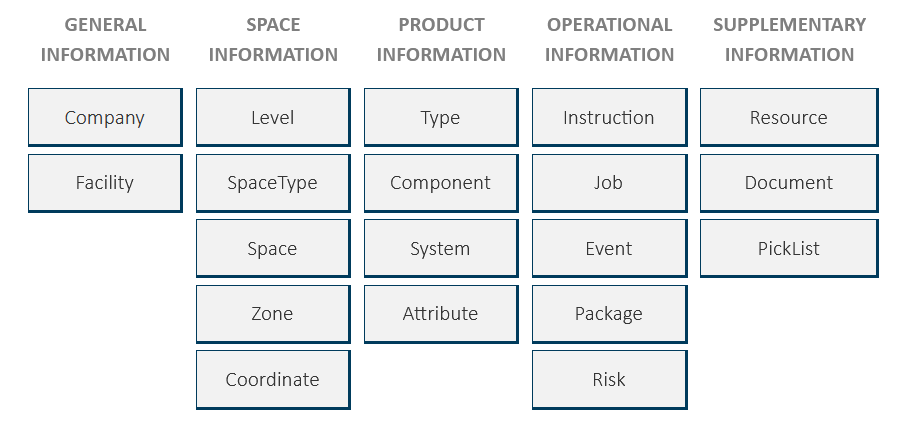 GENERAL
INFORMATION
Company
Facility
SPACE
INFORMATION
Level
SpaceType
Space
Zone
Coordinate
PRODUCT
INFORMATION
Type
Component
System
Attribute
OPERATIONAL
INFORMATION
Instruction
Job
Event
Package
Risk
SUPPLEMENTARY
INFORMATION
Resource
Document
PickList